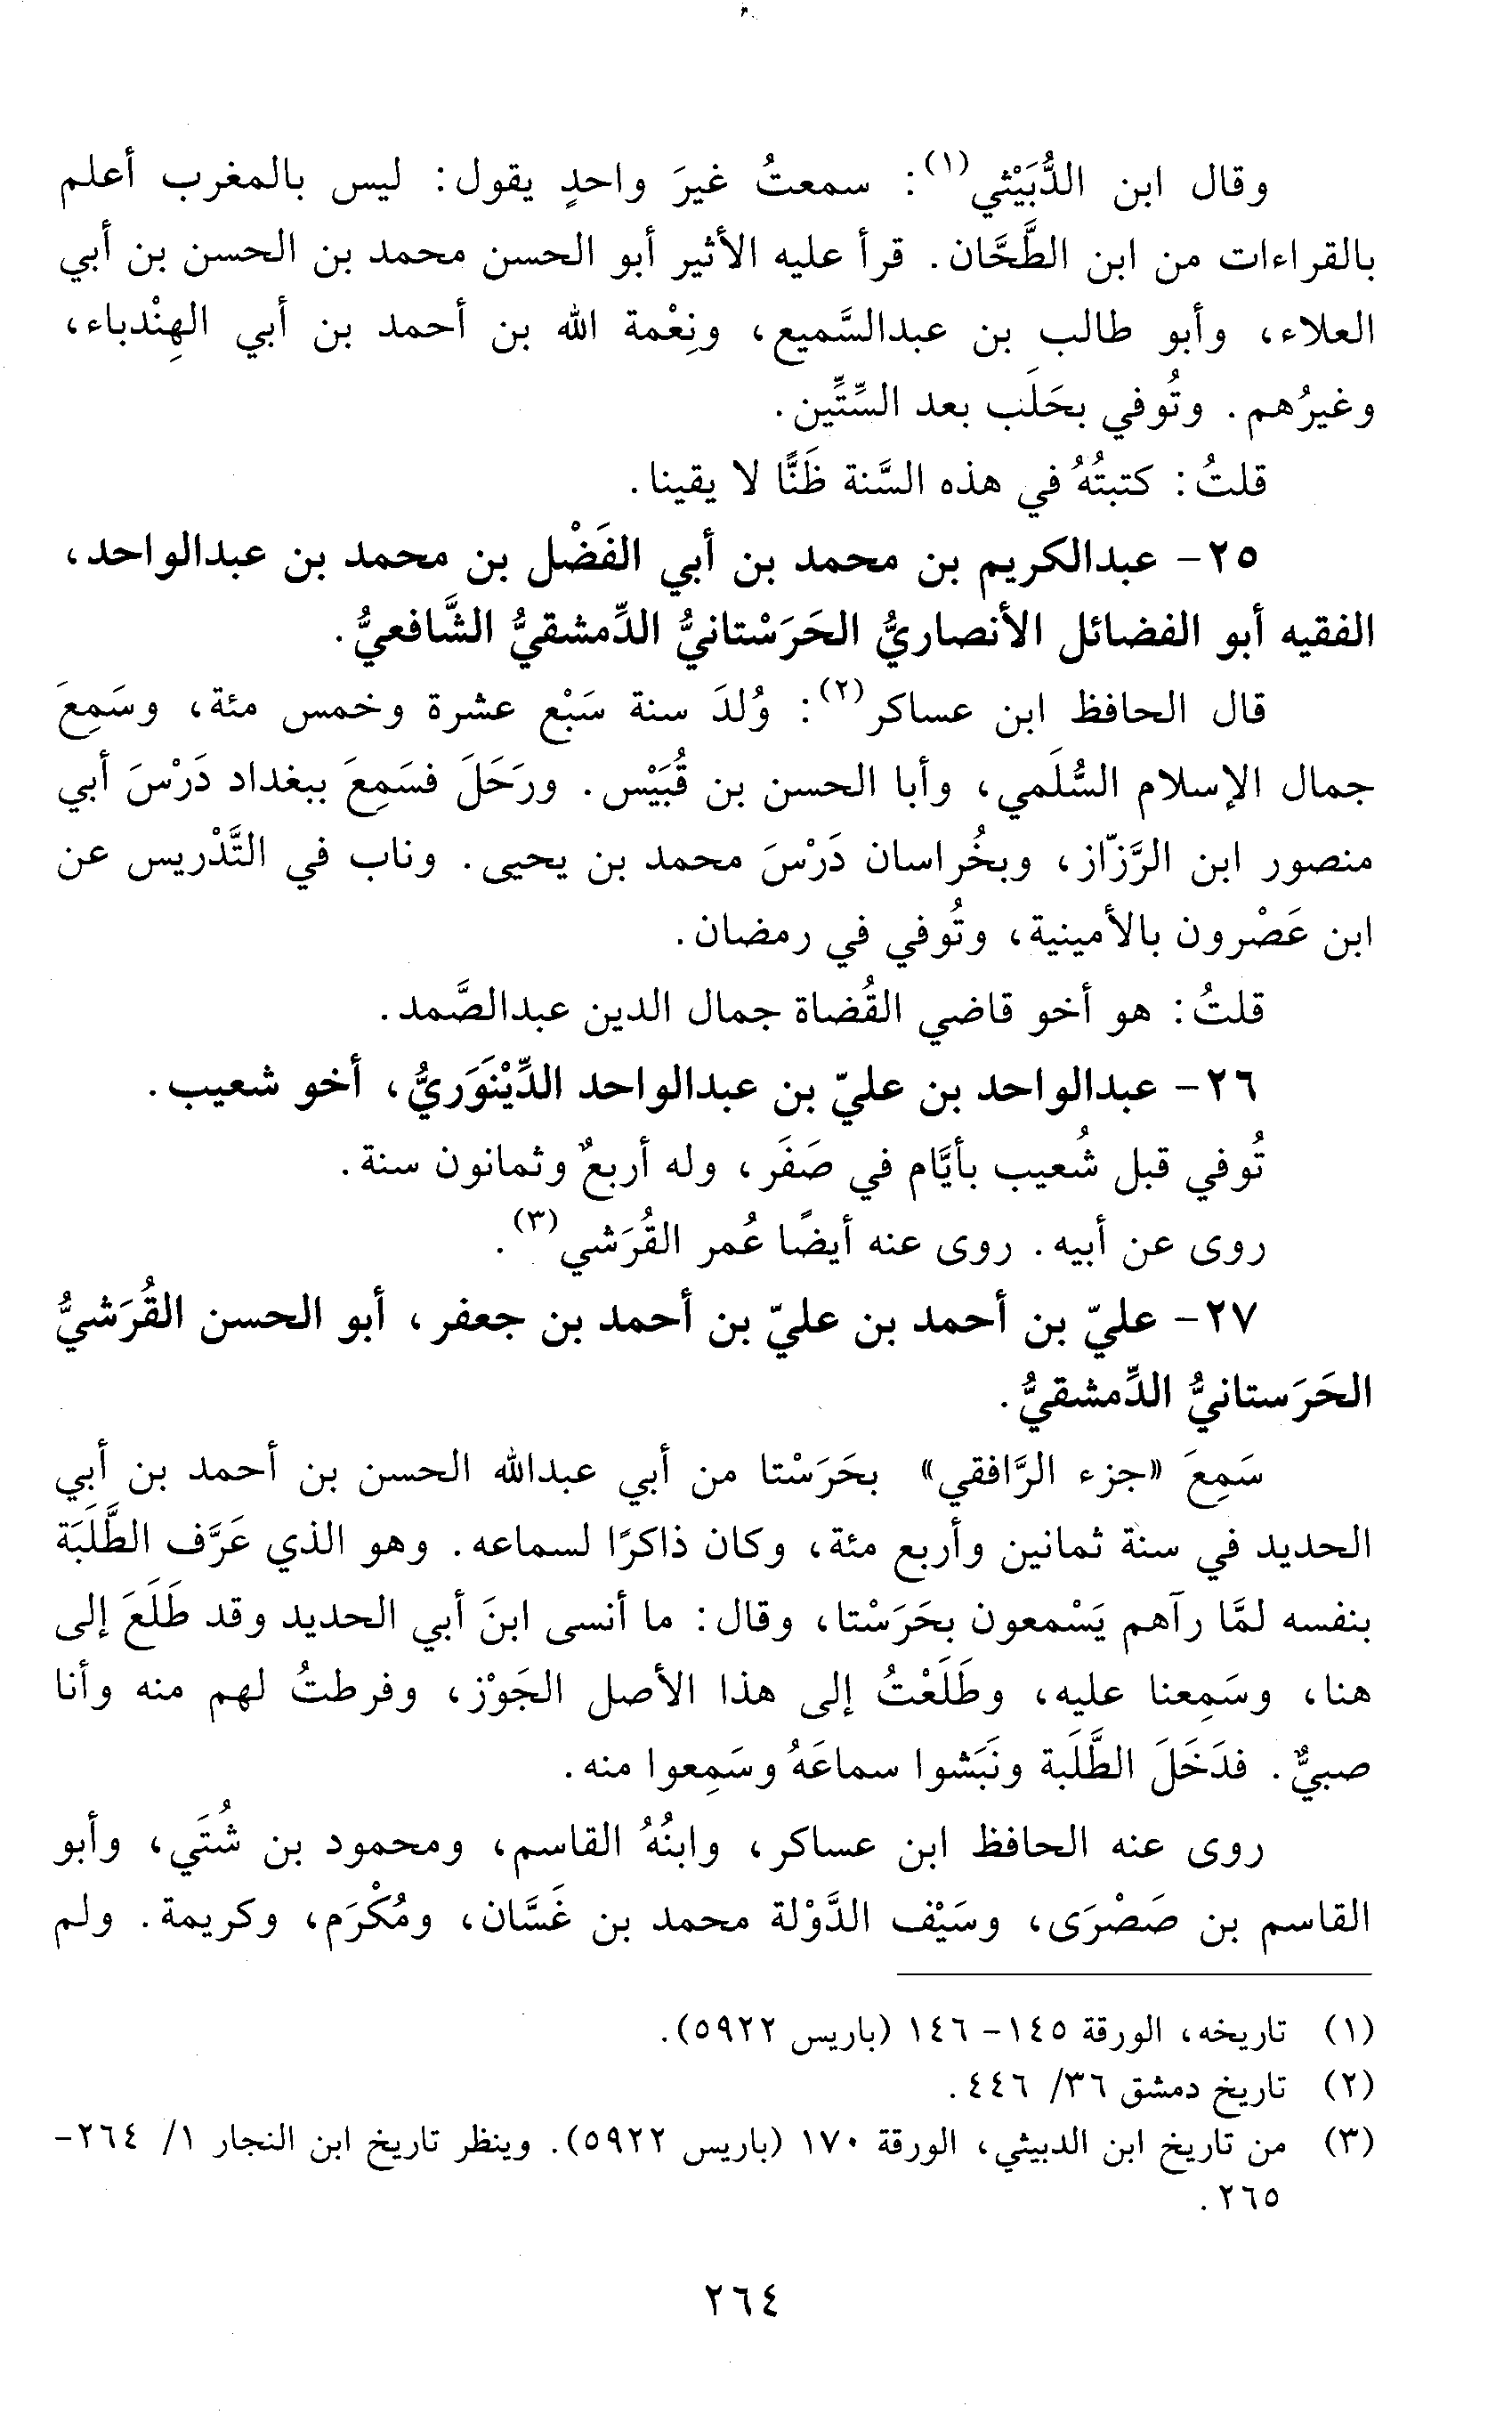 وقال ابن الدُّبَيْثي(١): سمعتُ غيرَ واحدٍ يقول: ليس بالمغرب أعلم
بالقراءات من ابن الطَّحَّان. قرأ عليه الأثير أبو الحسن محمد بن الحسن بن أبي
العلاء، وأبو طالب بن عبدالسَّميع، ونِعْمة الله بن أحمد بن أبي الهِنْدباء،
وغيرُهم. وتُوفي بحَلَب بعد السِّتِّين.
قلتُ: كتبتُهُ في هذه السَّنة ظَنًّا لا يقينا.
٢٥- عبدالكريم بن محمد بن أبي الفَضْل بن محمد بن عبدالواحد،
الفقيه أبو الفضائل الأنصاريُّ الحَرَسْتانيُّ الدِّمشقيُّ الشَّافعيُّ.
قال الحافظ ابن عساكر(٢): وُلدَ سنة سَبْع عشرة وخمس مئة، وسَمِعَ
جمال الإسلام السُّلَمي، وأبا الحسن بن قُبَيْس. ورَحَلَ فسَمِعَ ببغداد دَرْسَ أبي
منصور ابن الرَّزّاز، وبخُراسان دَرْسَ محمد بن يحيى. وناب في التَّدْريس عن
ابن عَصْرون بالأمينية، وتُوفي في رمضان.
قلتُ: هو أخو قاضي القُضاة جمال الدين عبدالصَّمد.
٢٦- عبدالواحد بن عليّ بن عبدالواحد الدِّيْنَوَريُّ، أخو شعيب.
تُوفي قبل شُعيب بأيَّام في صَفَر، وله أربعٌ وثمانون سنة.
روى عن أبيه. روى عنه أيضًا عُمر القُرَشي(٣).
٢٧- عليّ بن أحمد بن عليّ بن أحمد بن جعفر، أبو الحسن القُرَشيُّ
الحَرَستانيُّ الدِّمشقيُّ.
سَمِعَ «جزء الرَّافقي» بحَرَسْتا من أبي عبدالله الحسن بن أحمد بن أبي
الحديد في سنة ثمانين وأربع مئة، وكان ذاكرًا لسماعه. وهو الذي عَرَّف الطَّلَبَة
بنفسه لمَّا رآهم يَسْمعون بحَرَسْتا، وقال: ما أنسى ابنَ أبي الحديد وقد طَلَعَ إلى
هنا، وسَمِعنا عليه، وطَلَعْتُ إلى هذا الأصل الجَوْز، وفرطتُ لهم منه وأنا
صبيٌّ. فدَخَلَ الطَّلَبة ونَبَشوا سماعَهُ وسَمِعوا منه.
روى عنه الحافظ ابن عساكر، وابنُهُ القاسم، ومحمود بن شُتَي، وأبو
القاسم بن صَصْرَى، وسَيْف الدَّوْلة محمد بن غَسَّان، ومُكْرَم، وكريمة. ولم
(١) تاريخه، الورقة ١٤٥- ١٤٦ (باريس ٥٩٢٢).
(٢) تاريخ دمشق ٣٦/ ٤٤٦.
(٣) من تاريخ ابن الدبيثي، الورقة ١٧٠ (باريس ٥٩٢٢). وينظر تاريخ ابن النجار ١/ ٢٦٤-
٢٦٥.
٢٦٤